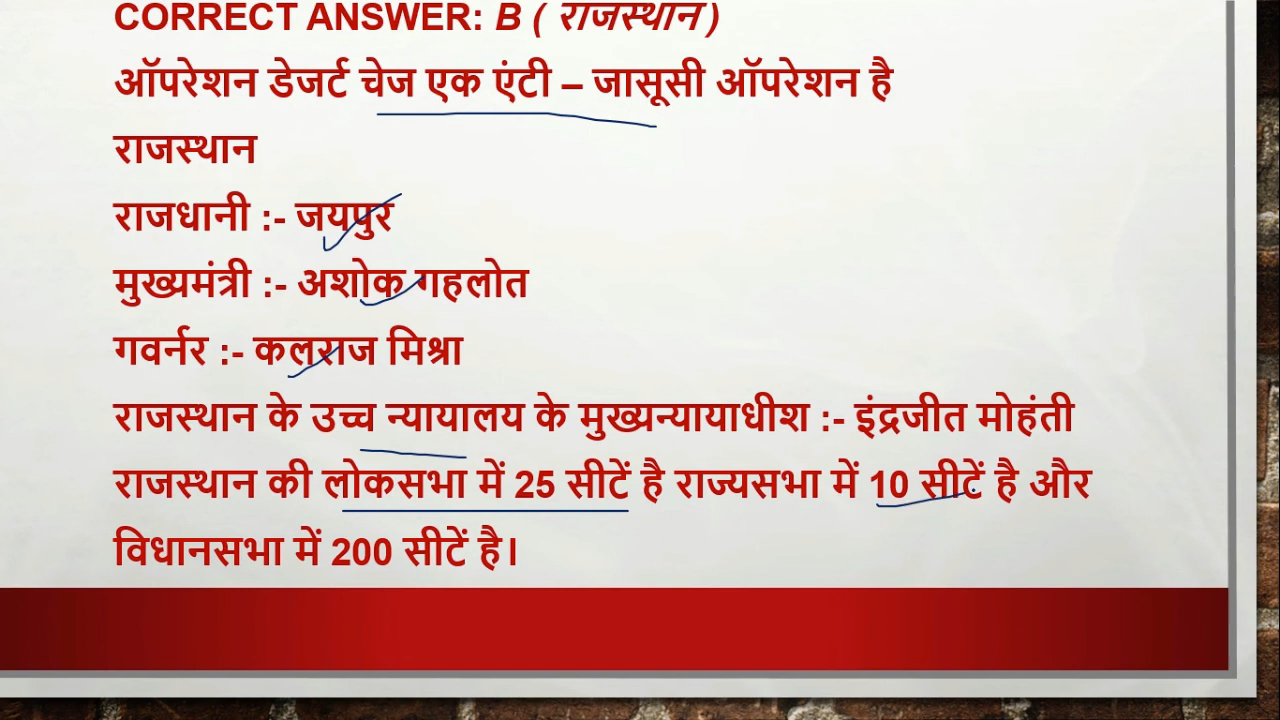 CORRECT ANSWER: B ( राजस्थान )
ऑपरेशन डेजर्ट चेज एक एंटी – जासूसी ऑपरेशन है
राजस्थान
राजधानी :- जयपुर
मुख्यमंत्री :- अशोक गहलोत
गवर्नर :- कलराज मिश्रा
राजस्थान के उच्च न्यायालय के मुख्यन्यायाधीश :- इंद्रजीत मोहंती
राजस्थान की लोकसभा में 25 सीटें है राज्यसभा में 10 सीटें है और
विधानसभा में 200 सीटें है।